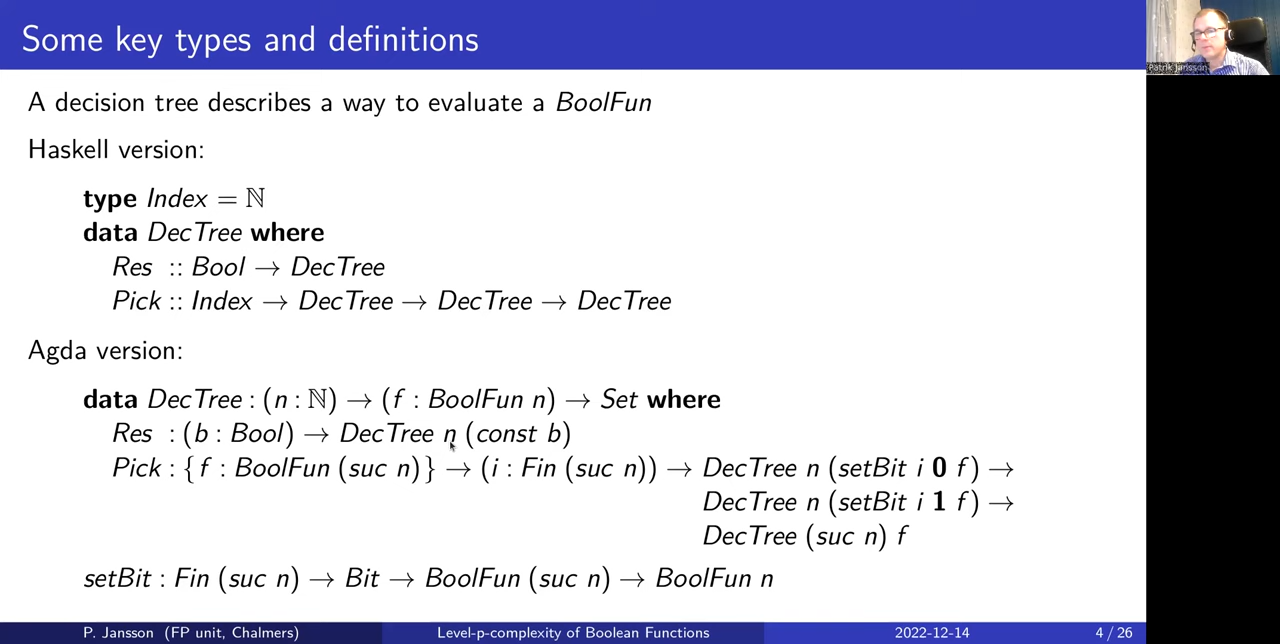 Some key types and definitions
Patrik Jansson
A decision tree describes a way to evaluate a BoolFun
Haskell version:
type Index = ℕ
data DecTree where
Res :: Bool → DecTree
Pick :: Index → DecTree → DecTree → DecTree
Agda version:
data DecTree : (n : ℕ) → (f : BoolFun n) → Set where
Res : (b : Bool) → DecTree n (const b)
Pick : {f : BoolFun (suc n)} → (i : Fin (suc n)) → DecTree n (setBit i 0 f) →
DecTree n (setBit i 1 f) →
DecTree (suc n) f
setBit : Fin (suc n) → Bit → BoolFun (suc n) → BoolFun n
P. Jansson (FP unit, Chalmers) Level-p-complexity of Boolean Functions 2022-12-14 4 / 26